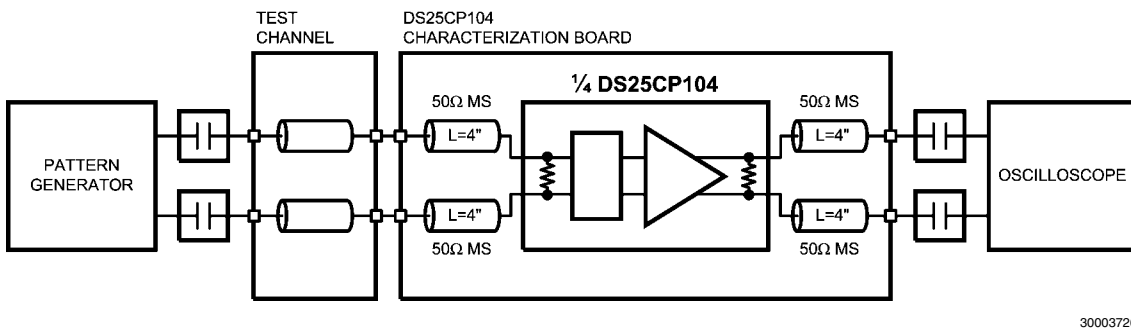 TEST
CHANNEL
DS25CP104
CHARACTERIZATION BOARD
¼ DS25CP104
50Ω MS
50Ω MS
L=4"
L=4"
PATTERN
GENERATOR
OSCILLOSCOPE
L=4"
L=4"
50Ω MS
50Ω MS